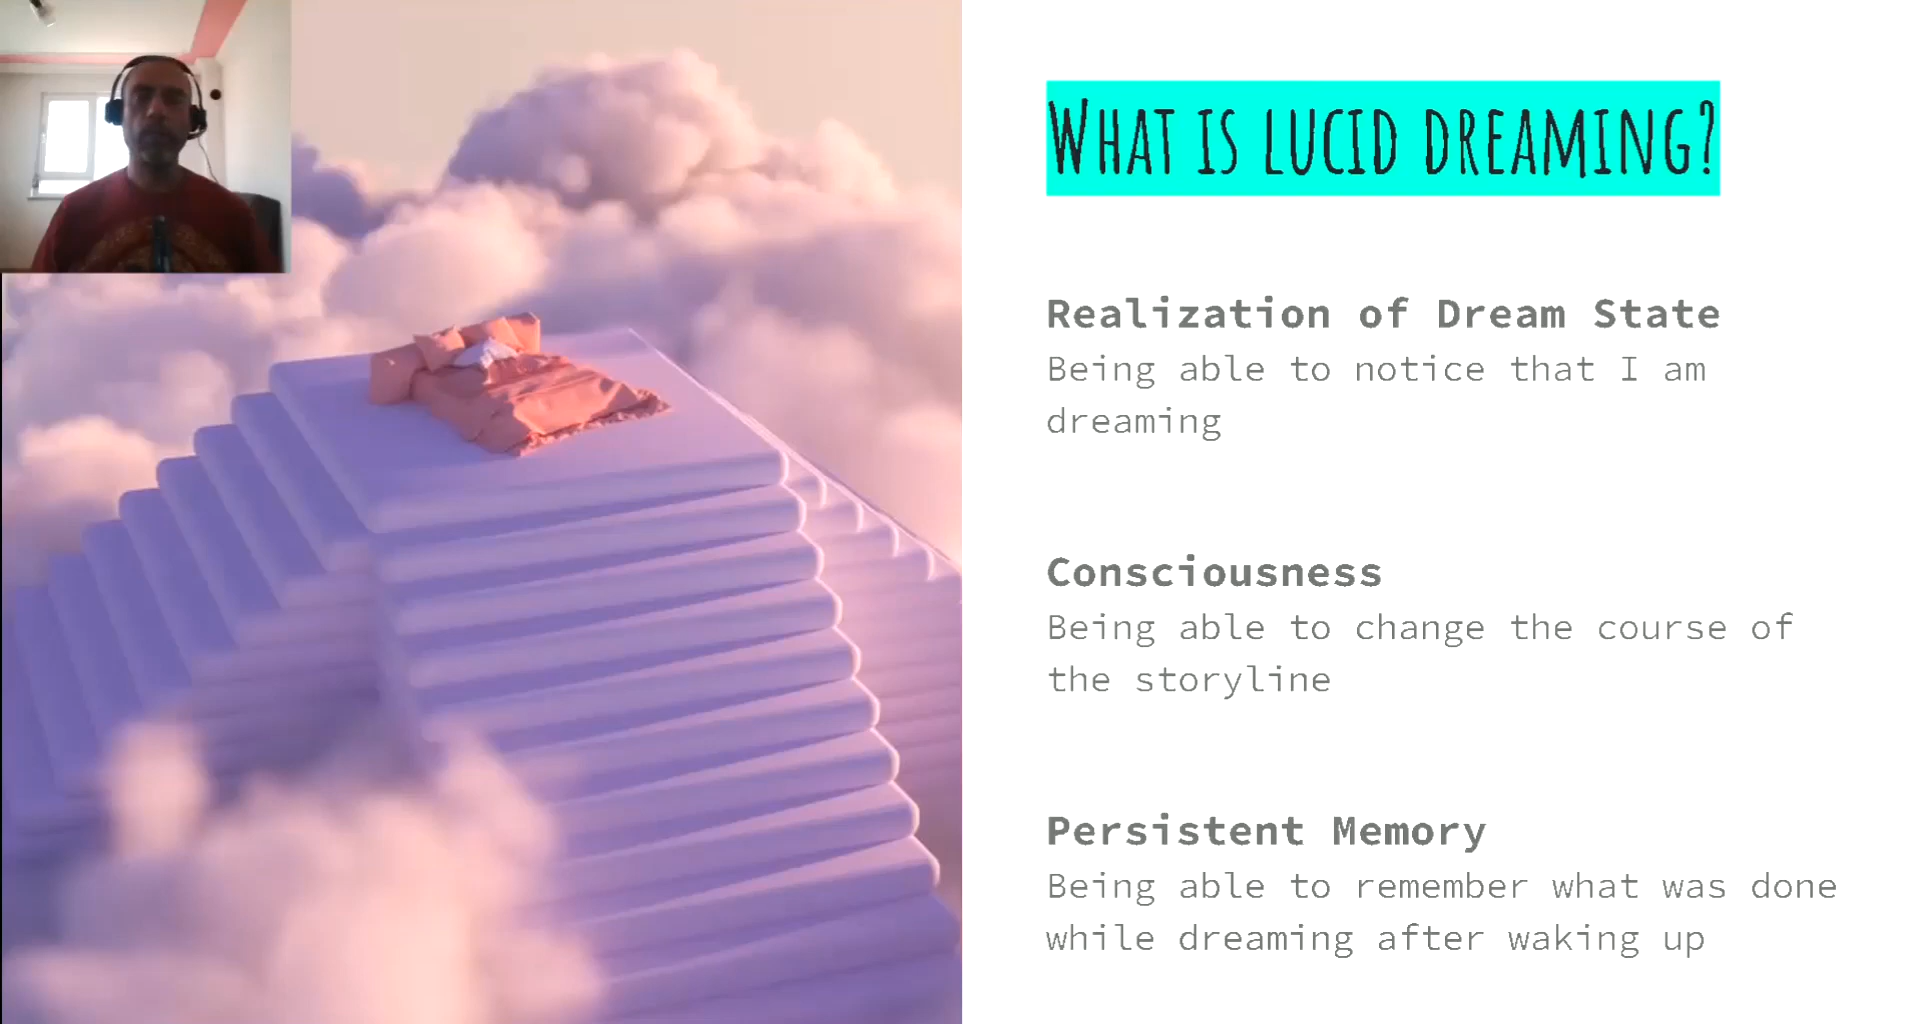 What is lucid dreaming?
Realization of Dream State
Being able to notice that I am
dreaming
Consciousness
Being able to change the course of
the storyline
Persistent Memory
Being able to remember what was done
while dreaming after waking up